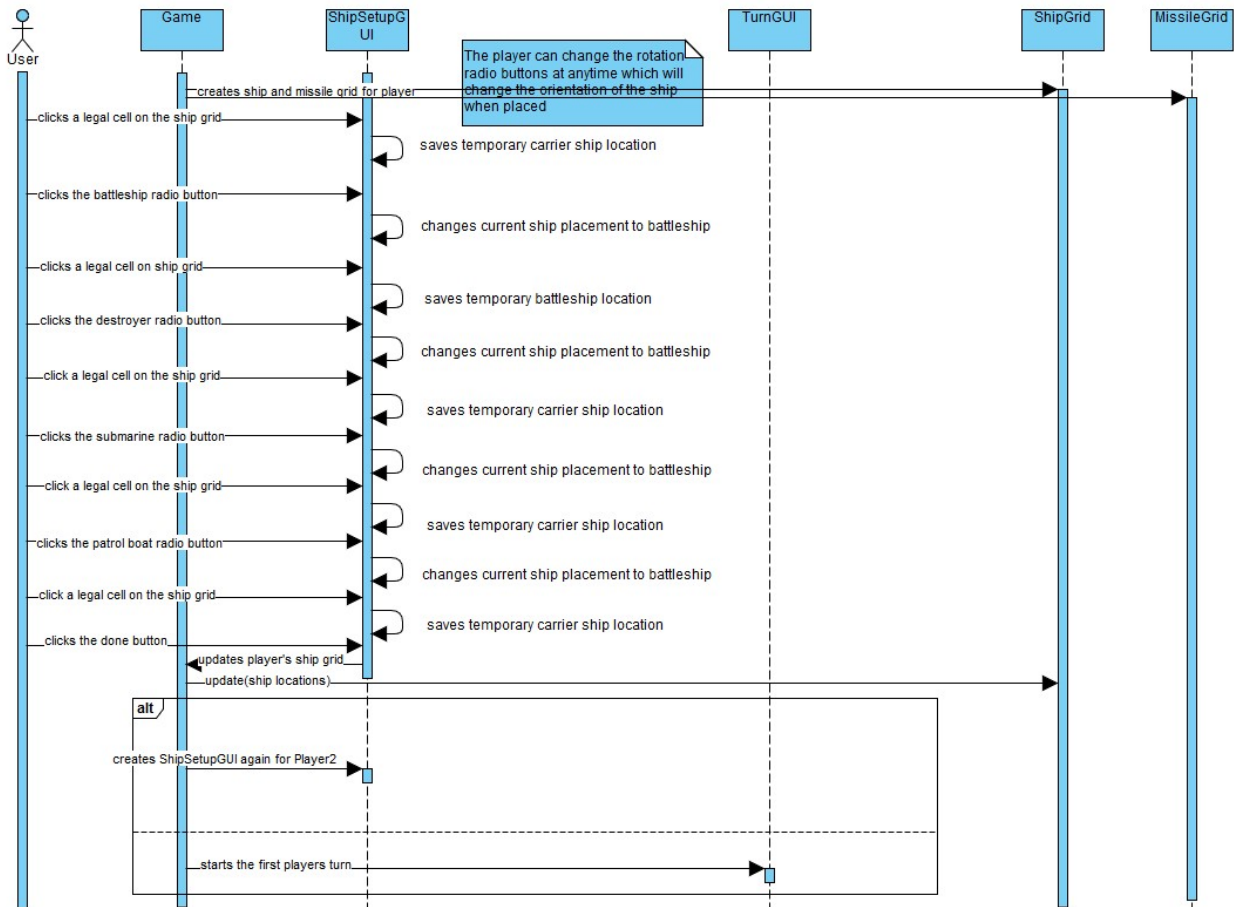 User
Game
ShipSetupG
UI
TurnGUI
ShipGrid
MissileGrid
The player can change the rotation
radio buttons at anytime which will
change the orientation of the ship
when placed
creates ship and missile grid for player
clicks a legal cell on the ship grid
saves temporary carrier ship location
clicks the battleship radio button
changes current ship placement to battleship
clicks a legal cell on ship grid
saves temporary battleship location
clicks the destroyer radio button
changes current ship placement to battleship
click a legal cell on the ship grid
saves temporary carrier ship location
clicks the submarine radio button
changes current ship placement to battleship
click a legal cell on the ship grid
saves temporary carrier ship location
clicks the patrol boat radio button
changes current ship placement to battleship
click a legal cell on the ship grid
saves temporary carrier ship location
clicks the done button
updates player's ship grid
update(ship locations)
alt
creates ShipSetupGUI again for Player2
starts the first players turn